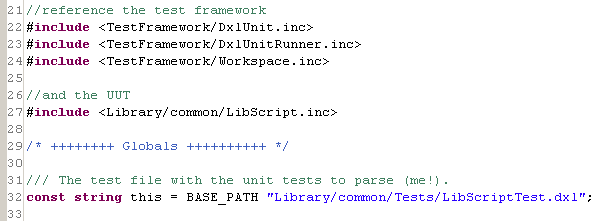 21 //reference the test framework
22 #include <TestFramework/DxlUnit.inc>
23 #include <TestFramework/DxlUnitRunner.inc>
24 #include <TestFramework/Workspace.inc>
25
26 //and the UUT
27 #include <Library/common/LibScript.inc>
28
29 /* ++++++++ Globals ++++++++++ */
30
31 /// The test file with the unit tests to parse (me!).
32 const string this = BASE_PATH "Library/common/Tests/LibScriptTest.dxl";
33